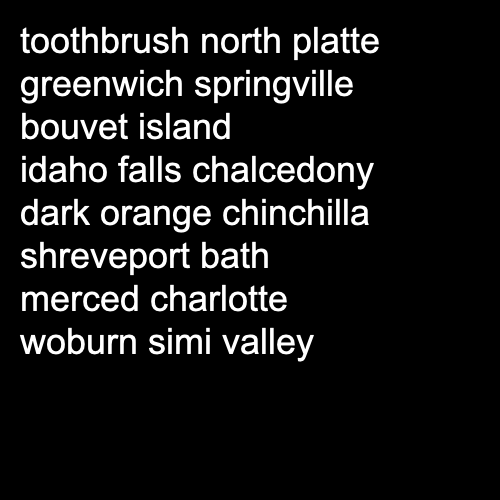 toothbrush north platte
greenwich springville
bouvet island
idaho falls chalcedony
dark orange chinchilla
shreveport bath
merced charlotte
woburn simi valley